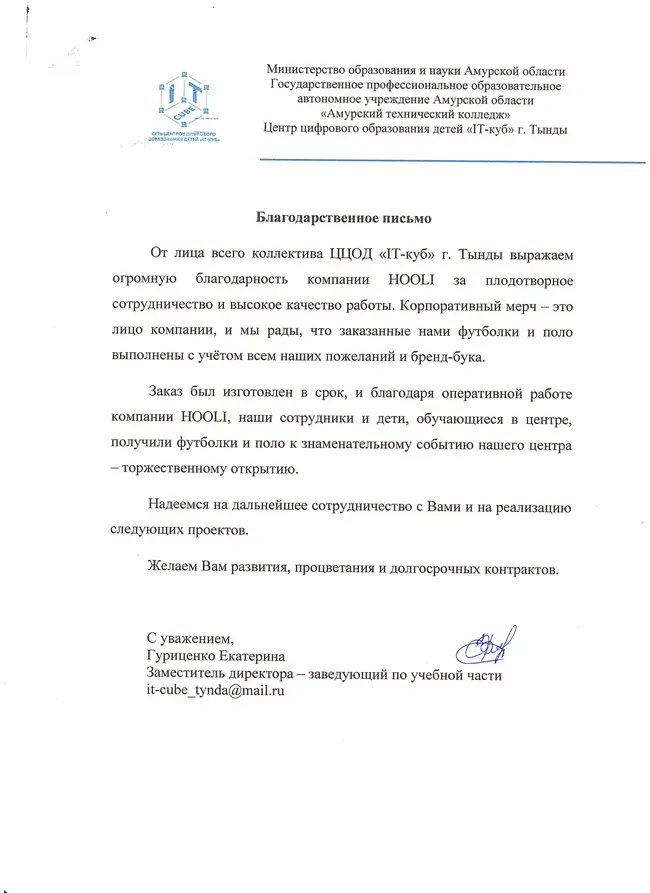 Министерство образования и науки Амурской области
Государственное профессиональное образовательное
автономное учреждение Амурской области
«Амурский технический колледж»
Центр цифрового образования детей «IT-куб» г. Тынды
IT
CUBE
СЕТЬ ЦЕНТРОВ ЦИФРОВОГО
ОБРАЗОВАНИЯ ДЕТЕЙ «IT-КУБ»
Благодарственное письмо
От лица всего коллектива ЦЦОД «IT-куб» г. Тынды выражаем
огромную благодарность компании HOOLI за плодотворное
сотрудничество и высокое качество работы. Корпоративный мерч – это
лицо компании, и мы рады, что заказанные нами футболки и поло
выполнены с учётом всем наших пожеланий и бренд-бука.
Заказ был изготовлен в срок, и благодаря оперативной работе
компании HOOLI, наши сотрудники и дети, обучающиеся в центре,
получили футболки и поло к знаменательному событию нашего центра
– торжественному открытию.
Надеемся на дальнейшее сотрудничество с Вами и на реализацию
следующих проектов.
Желаем Вам развития, процветания и долгосрочных контрактов.
С уважением,
Гуриценко Екатерина
Заместитель директора – заведующий по учебной части
it-cube_tynda@mail.ru